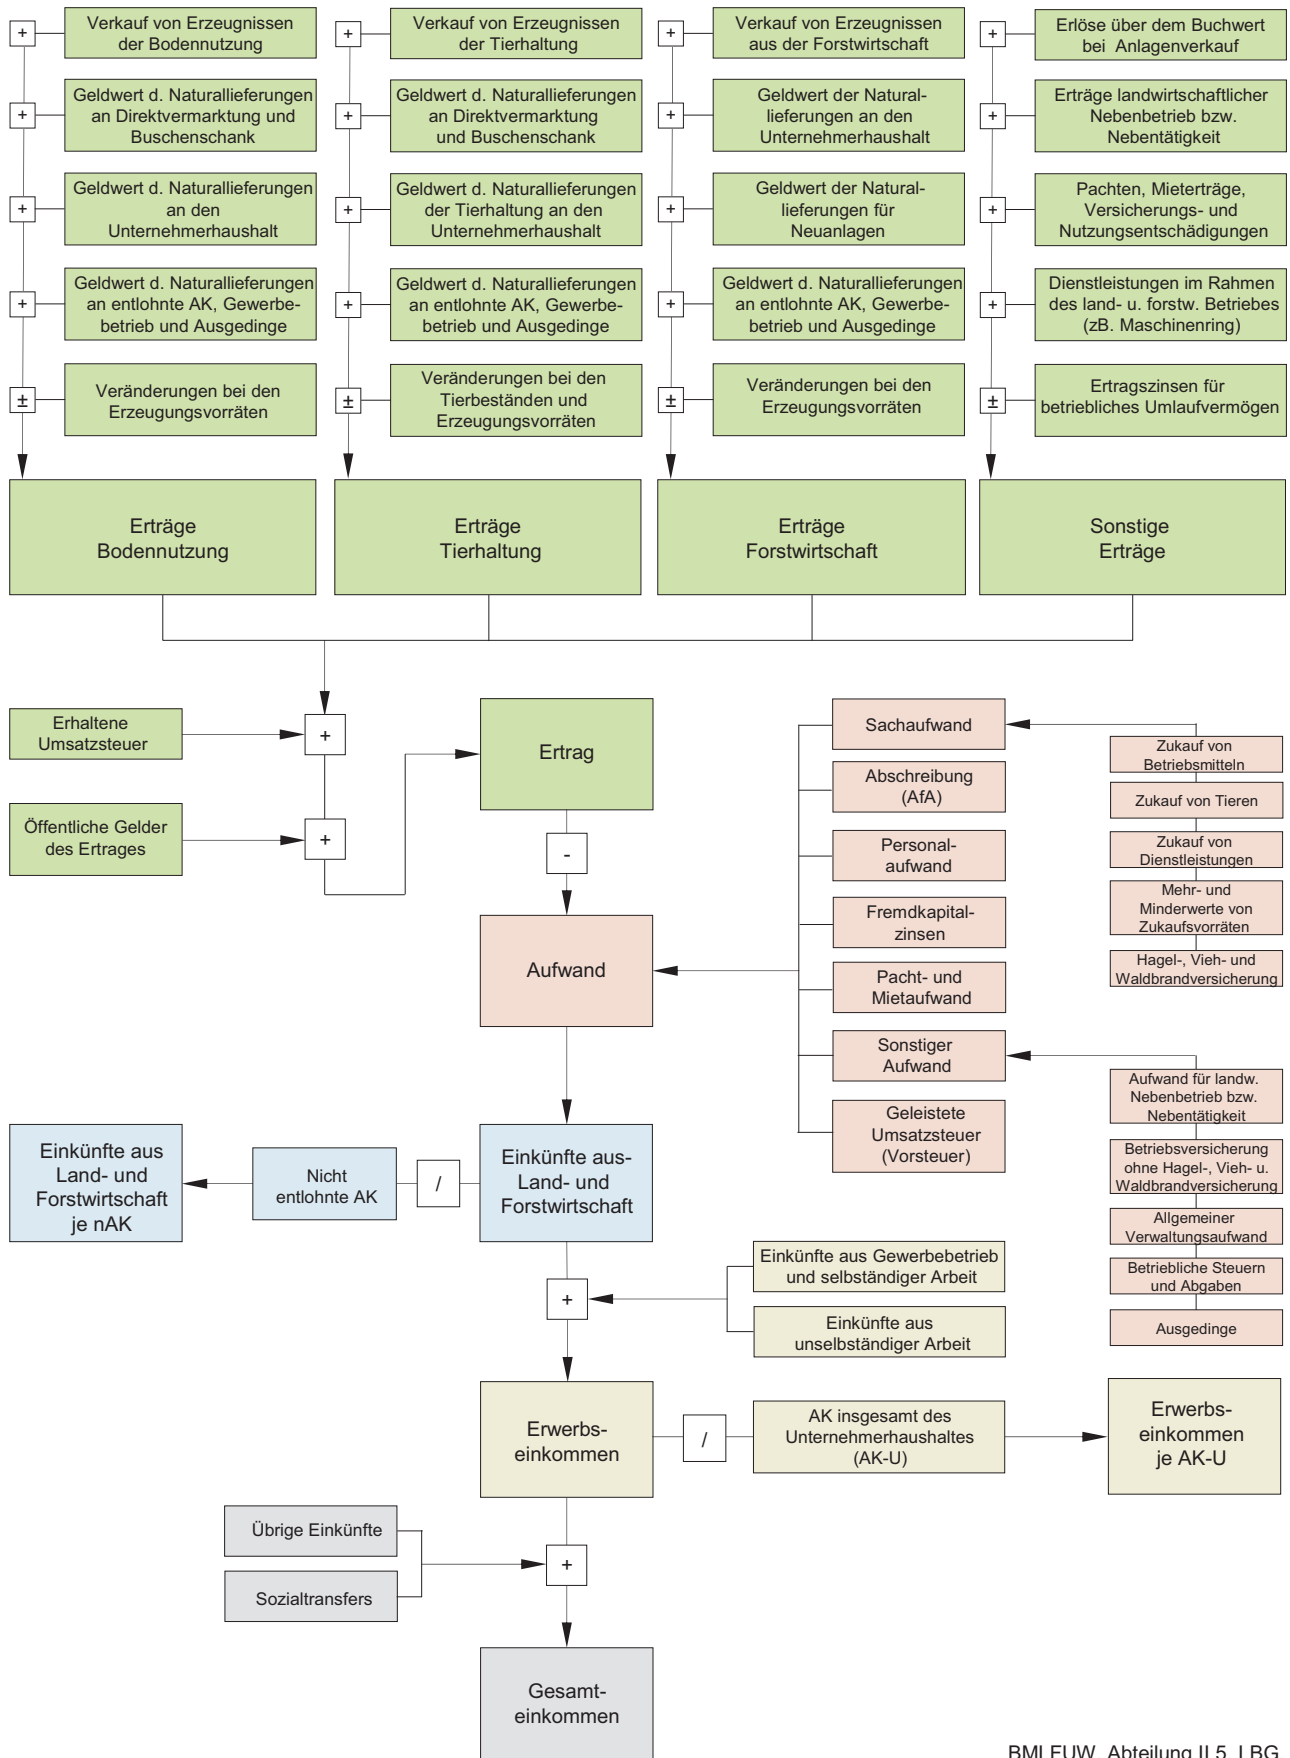 +
Verkauf von Erzeugnissen
der Bodennutzung
+
Geldwert d. Naturallieferungen
an Direktvermarktung und
Buschenschank
+
Geldwert d. Naturallieferungen
an den
Unternehmerhaushalt
+
Geldwert d. Naturallieferungen
an entlohnte AK, Gewerbe-
betrieb und Ausgedinge
±
Veränderungen bei den
Erzeugungsvorräten
Erträge
Bodennutzung
+
Verkauf von Erzeugnissen
der Tierhaltung
+
Geldwert d. Naturallieferungen
an Direktvermarktung
und Buschenschank
+
Geldwert d. Naturallieferungen
der Tierhaltung an den
Unternehmerhaushalt
+
Geldwert d. Naturallieferungen
an entlohnte AK, Gewerbe-
betrieb und Ausgedinge
±
Veränderungen bei den
Tierbeständen und
Erzeugungsvorräten
Erträge
Tierhaltung
+
Verkauf von Erzeugnissen
aus der Forstwirtschaft
+
Geldwert der Natural-
lieferungen an den
Unternehmerhaushalt
+
Geldwert der Natural-
lieferungen für
Neuanlagen
+
Geldwert d. Naturallieferungen
an entlohnte AK, Gewerbe-
betrieb und Ausgedinge
±
Veränderungen bei den
Erzeugungsvorräten
Erträge
Forstwirtschaft
+
Erlöse über dem Buchwert
bei Anlagenverkauf
+
Erträge landwirtschaftlicher
Nebenbetrieb bzw.
Nebentätigkeit
+
Pachten, Mieterträge,
Versicherungs- und
Nutzungsentschädigungen
+
Dienstleistungen im Rahmen
des land- u. forstw. Betriebes
(zB. Maschinenring)
±
Ertragszinsen für
betriebliches Umlaufvermögen
Sonstige
Erträge
Erhaltene
Umsatzsteuer
+
Öffentliche Gelder
des Ertrages
+
Ertrag
-
Aufwand
Sachaufwand
Abschreibung
(AfA)
Personal-
aufwand
Fremdkapital-
zinsen
Pacht- und
Mietaufwand
Sonstiger
Aufwand
Geleistete
Umsatzsteuer
(Vorsteuer)
Zukauf von
Betriebsmitteln
Zukauf von Tieren
Zukauf von
Dienstleistungen
Mehr- und
Minderwerte von
Zukaufsvorräten
Hagel-, Vieh- und
Waldbrandversicherung
Aufwand für landw.
Nebenbetrieb bzw.
Nebentätigkeit
Betriebsversicherung
ohne Hagel-, Vieh- u.
Waldbrandversicherung
Allgemeiner
Verwaltungsaufwand
Betriebliche Steuern
und Abgaben
Ausgedinge
Einkünfte aus
Land- und
Forstwirtschaft
je nAK
Nicht
entlohnte AK
/
Einkünfte aus-
Land- und
Forstwirtschaft
+
Einkünfte aus Gewerbebetrieb
und selbständiger Arbeit
Einkünfte aus
unselbständiger Arbeit
Erwerbs-
einkommen
/
AK insgesamt des
Unternehmerhaushaltes
(AK-U)
Erwerbs-
einkommen
je AK-U
Übrige Einkünfte
Sozialtransfers
+
Gesamt-
einkommen
BMLFUW, Abteilung II 5, LBG